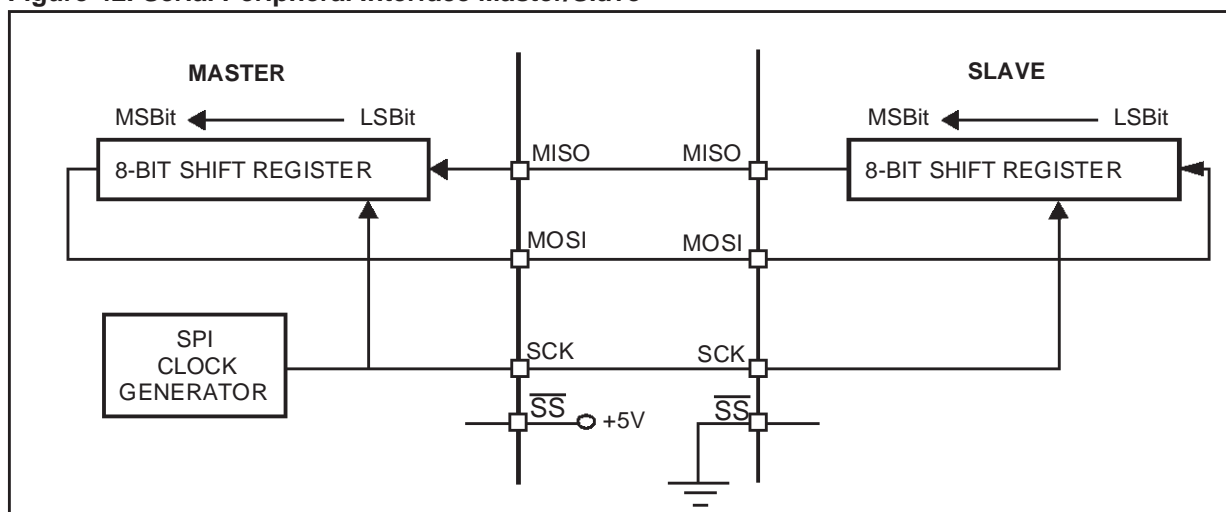 MASTER
SLAVE
MSBit LSBit
MSBit LSBit
8-BIT SHIFT REGISTER
MISO
MISO
8-BIT SHIFT REGISTER
MOSI
MOSI
SPI
CLOCK
GENERATOR
SCK
SCK
SS
+5V
SS